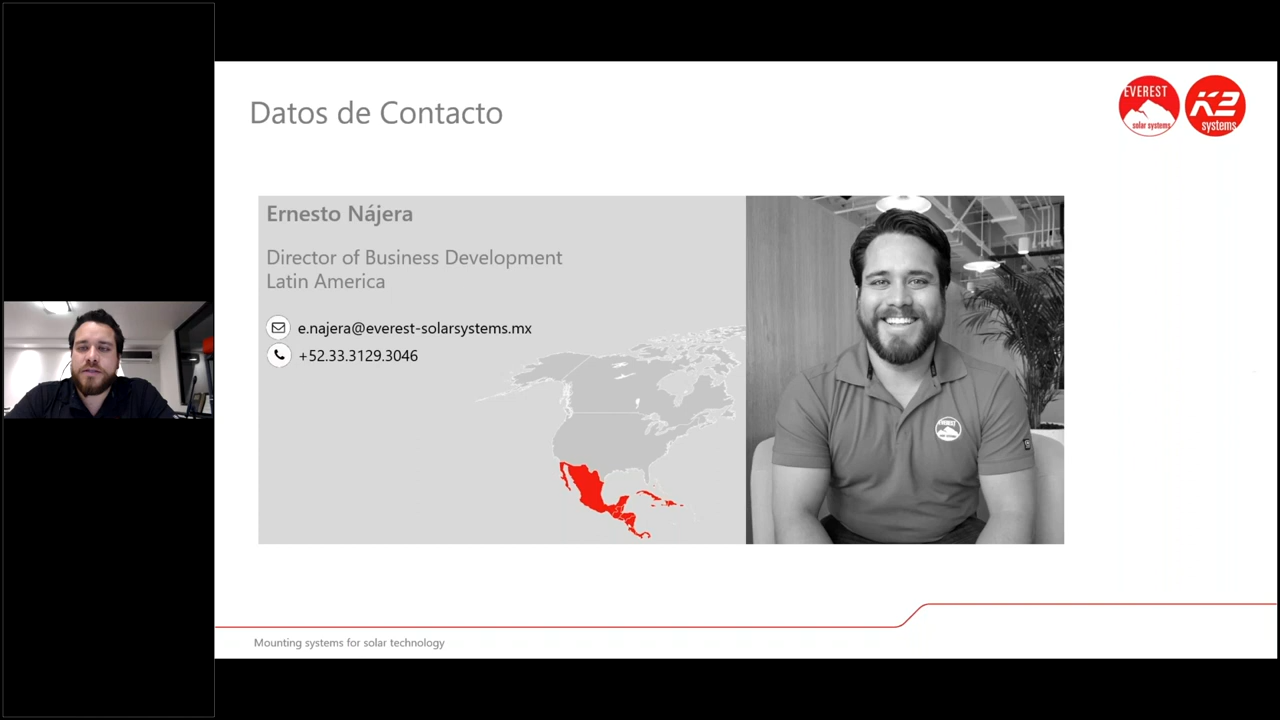 Datos de Contacto
EVEREST
solar systems
K2
systems
Ernesto Nájera
Director of Business Development
Latin America
e.najera@everest-solarsystems.mx
+52.33.3129.3046
EVEREST
Mounting systems for solar technology